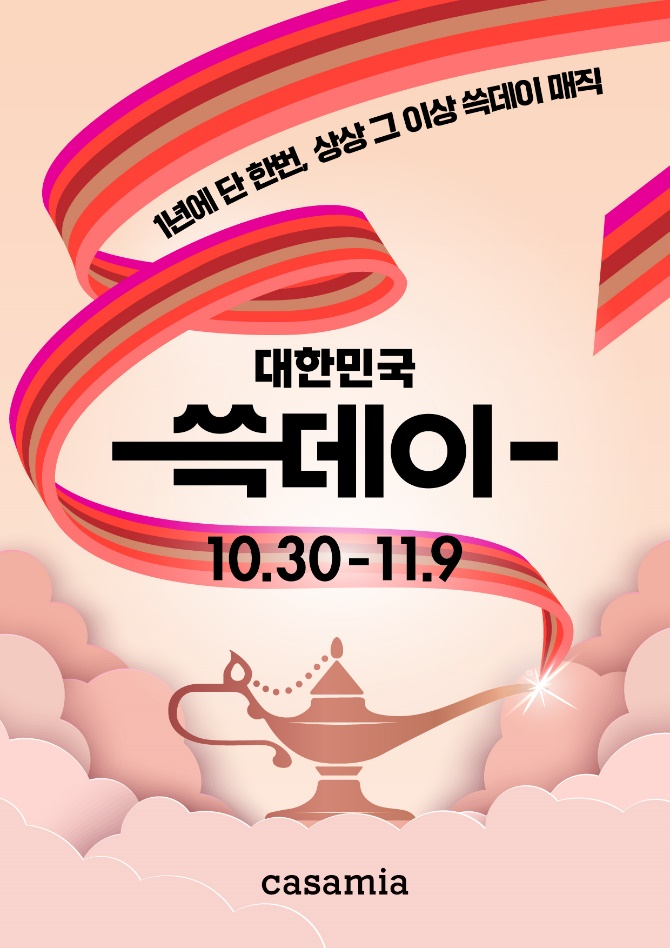 1년에 단 한번, 상상 그 이상 쓱데이 매직
대한민국
쓱데이
10.30-11.9
casamia